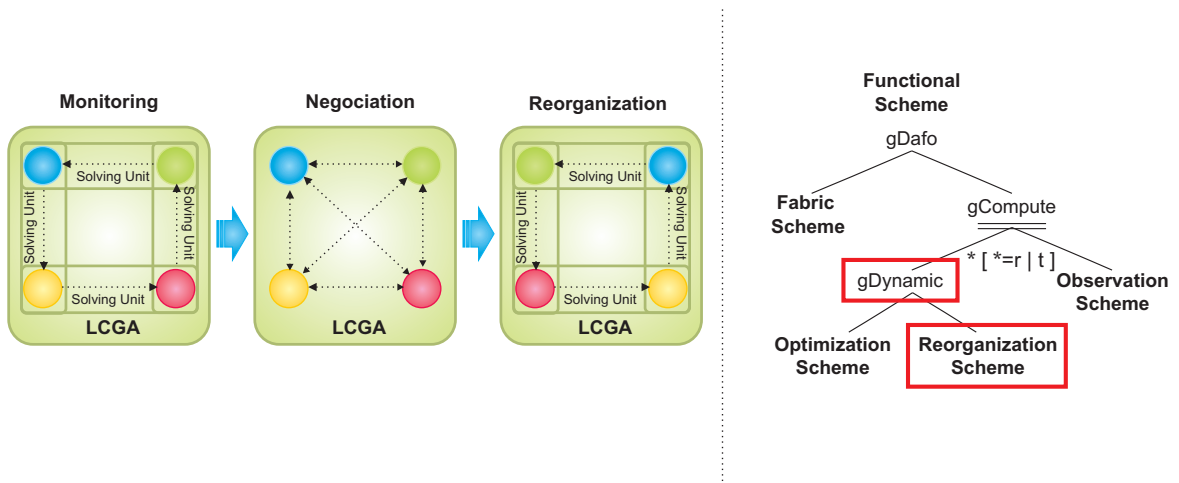 Monitoring
Solving Unit
Solving Unit
Solving Unit
Solving Unit
LCGA
Negociation
LCGA
Reorganization
Solving Unit
Solving Unit
Solving Unit
Solving Unit
LCGA
Functional
Scheme
gDafo
Fabric
Scheme
gCompute
* [ *=r | t ]
gDynamic
Observation
Scheme
Optimization
Scheme
Reorganization
Scheme